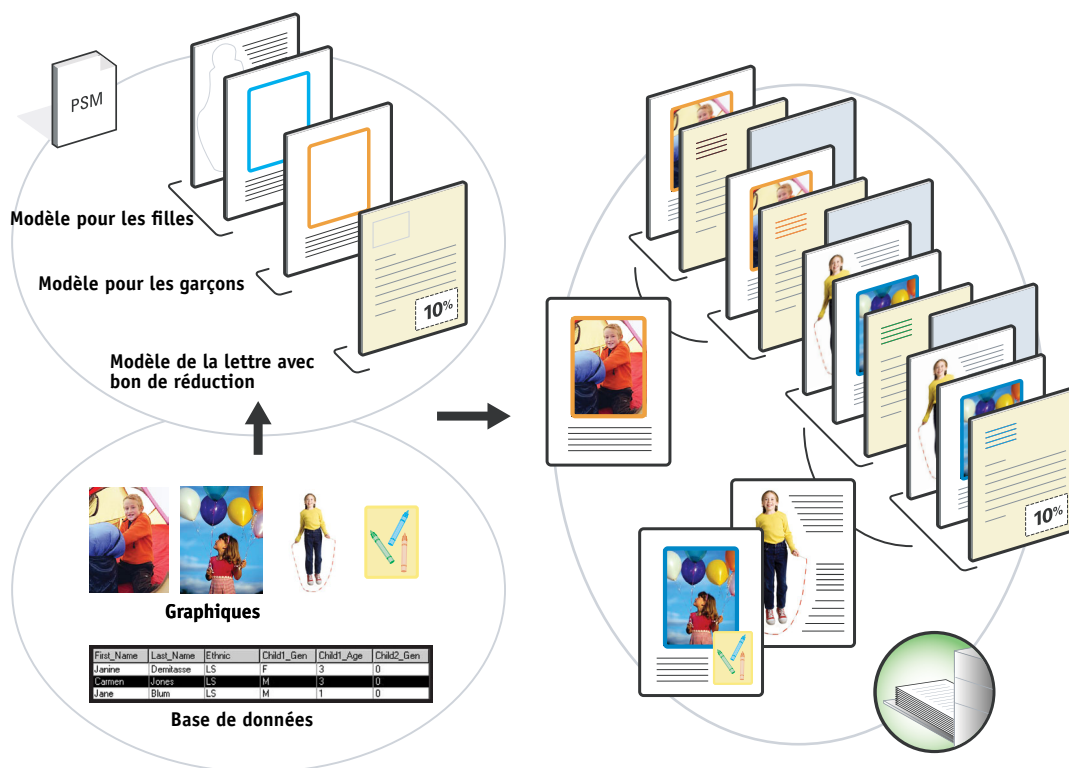 PSM
Modèle pour les filles
Modèle pour les garçons
10%
Modèle de la lettre avec
bon de réduction
Graphiques
First_Name Last_Name Ethnic Child1_Gen Child1_Age Child2_Gen
Janine Demitasse LS F 3 0
Carmen Jones LS M 3 0
Jane Blum LS M 1 0
Base de données
10%